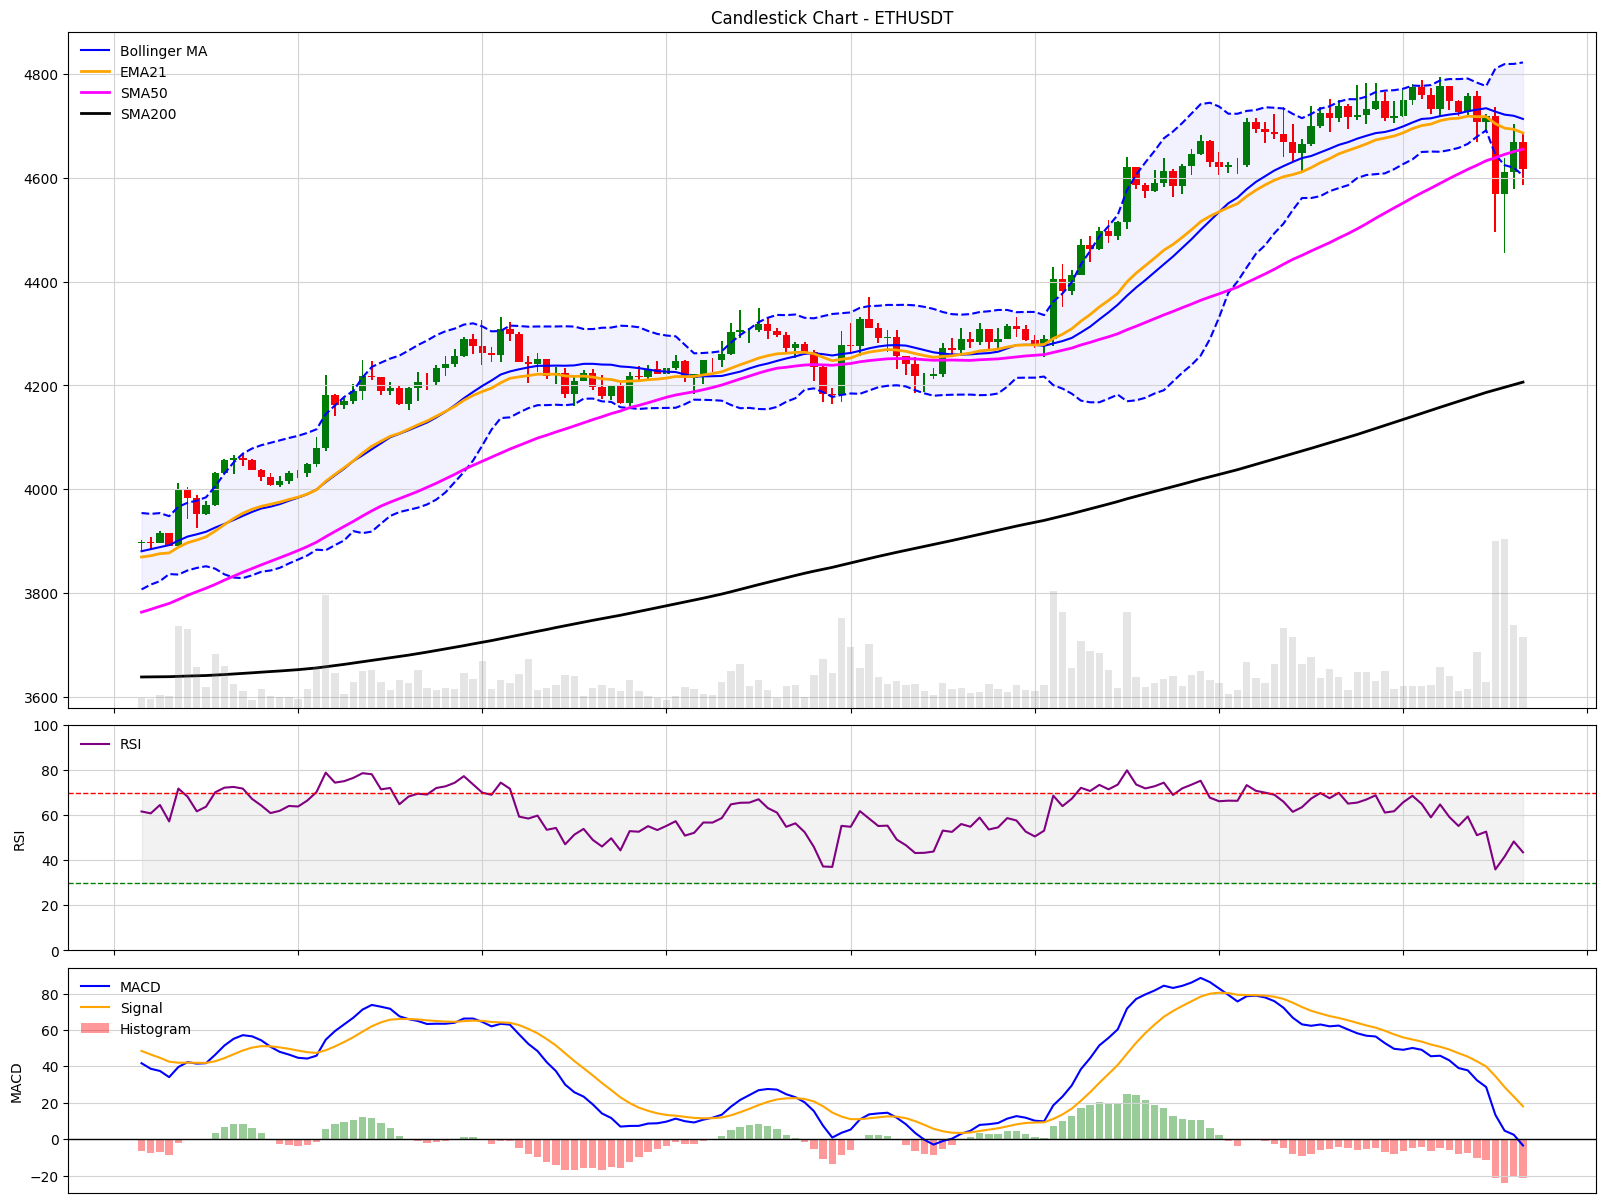 Candlestick Chart - ETHUSDT
Bollinger MA
EMA21
SMA50
SMA200
4800
4600
4400
4200
4000
3800
3600
RSI
100
80
60
40
20
0
RSI
MACD
Signal
Histogram
80
60
40
20
0
−20
MACD